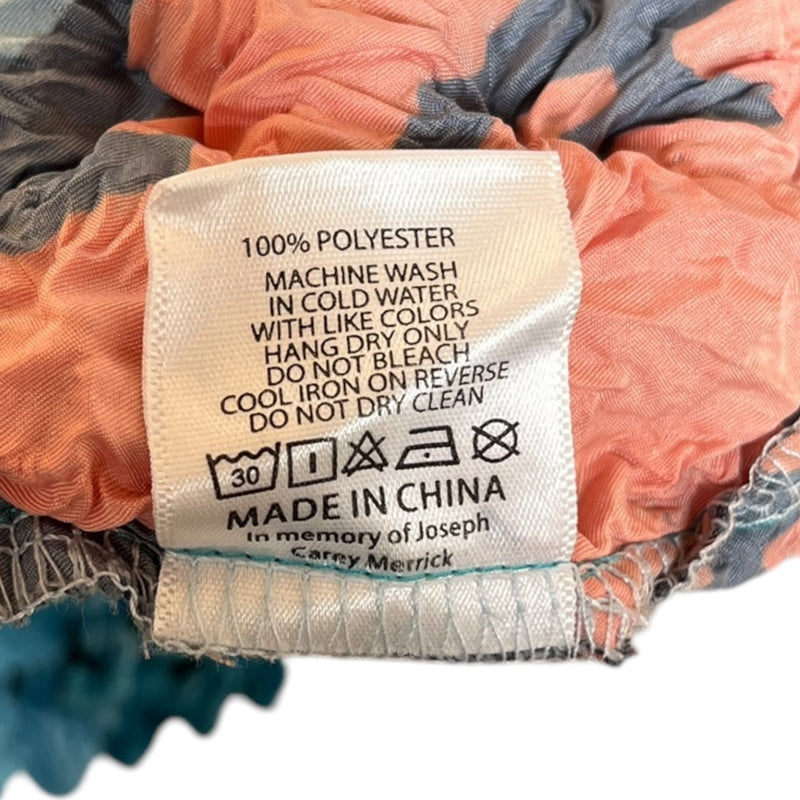 100% POLYESTER
MACHINE WASH
IN COLD WATER
WITH LIKE COLORS
HANG DRY ONLY
DO NOT BLEACH
COOL IRON ON REVERSE
DO NOT DRY CLEAN
30
MADE IN CHINA
In memory of Joseph
Carey Merrick